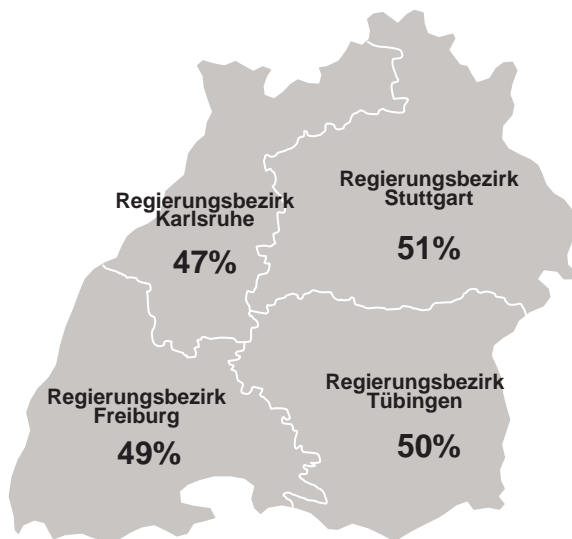 Regierungsbezirk
Stuttgart
51%
Regierungsbezirk
Karlsruhe
47%
Regierungsbezirk
Tübingen
50%
Regierungsbezirk
Freiburg
49%